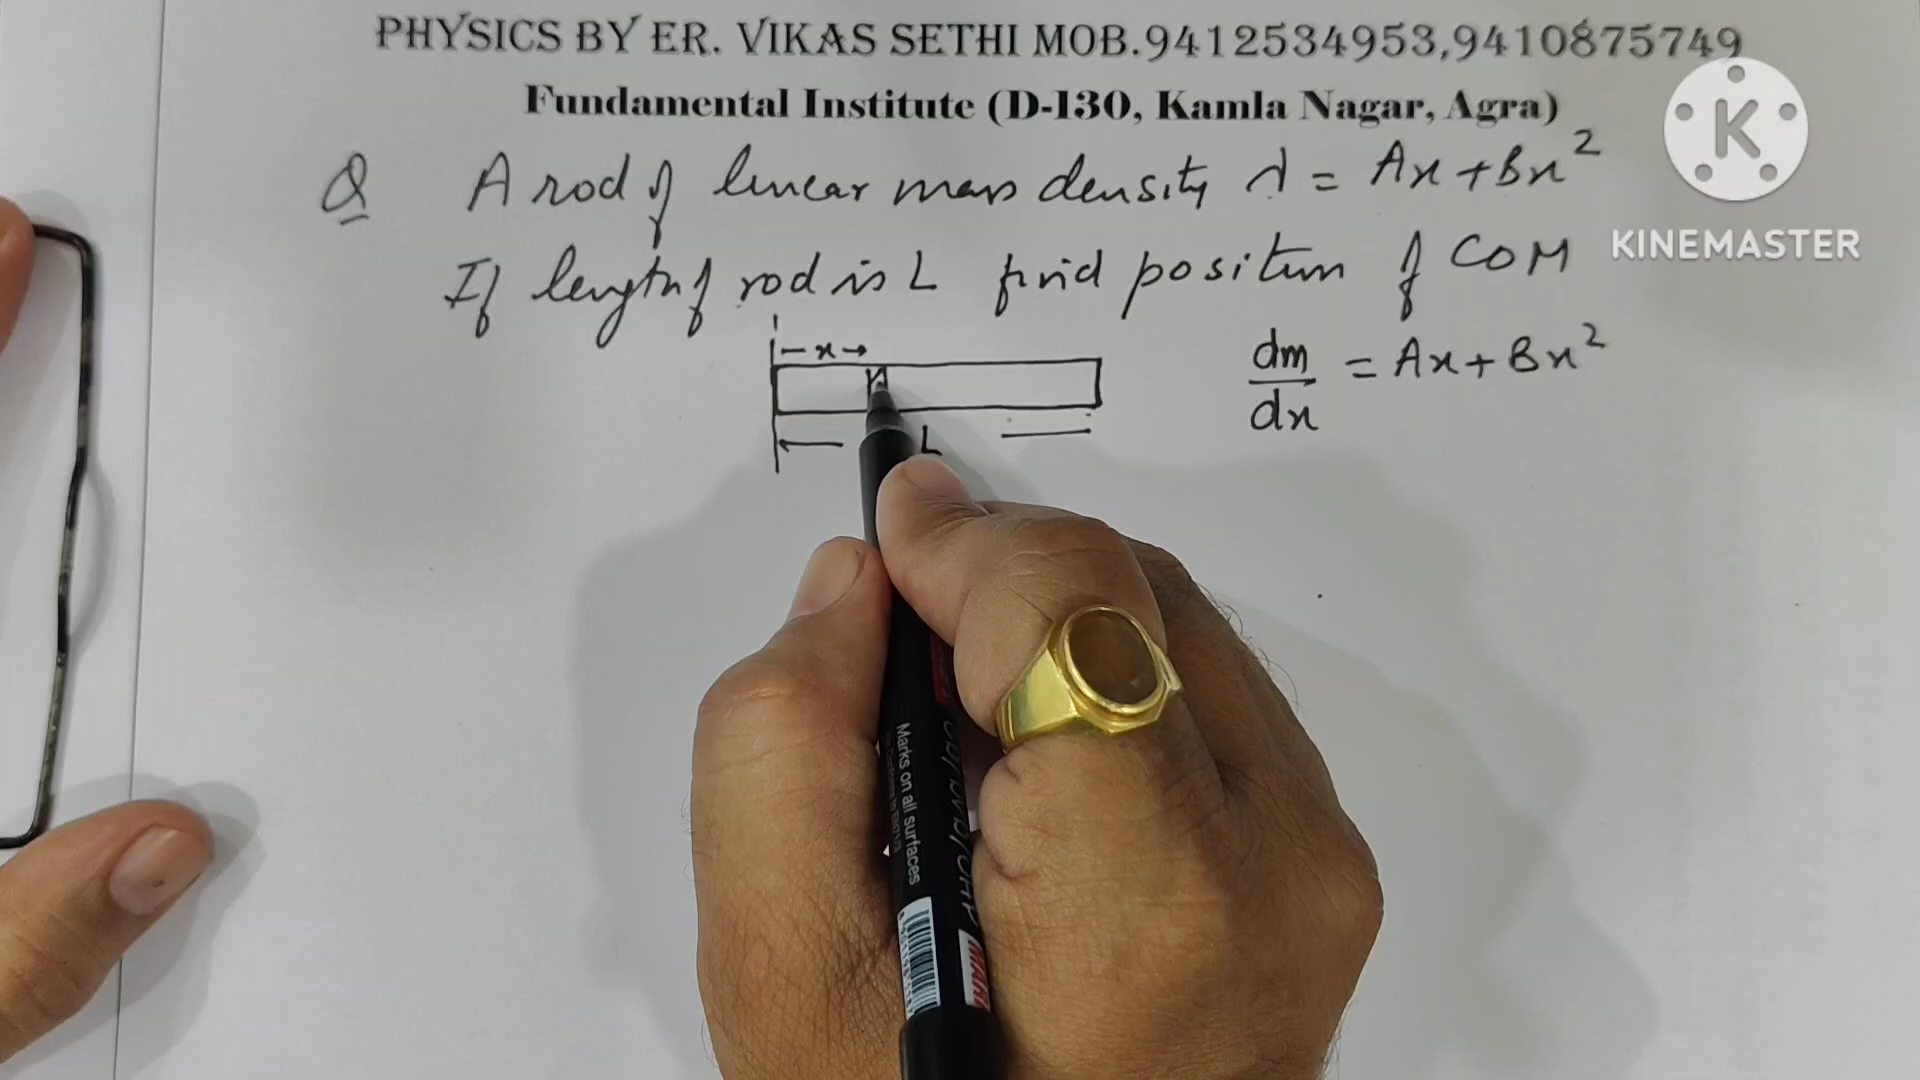 PHYSICS BY ER. VIKAS SETHI MOB.9412534953,9410875749
Fundamental Institute (D-130, Kamla Nagar, Agra)
K
KINEMASTER
Q A rod of linear mass density λ = Ax + Bx²
If length of rod is L find position of COM
x
dm/dx = Ax + Bx²
L
Marks on all surfaces